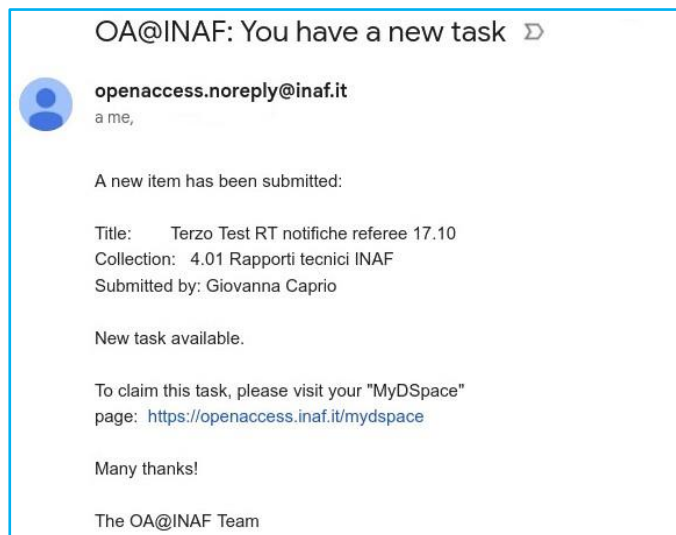 OA@INAF: You have a new task
openaccess.noreply@inaf.it
a me,
A new item has been submitted:
Title: Terzo Test RT notifiche referee 17.10
Collection: 4.01 Rapporti tecnici INAF
Submitted by: Giovanna Caprio
New task available.
To claim this task, please visit your "MyDSpace"
page: https://openaccess.inaf.it/mydspace
Many thanks!
The OA@INAF Team